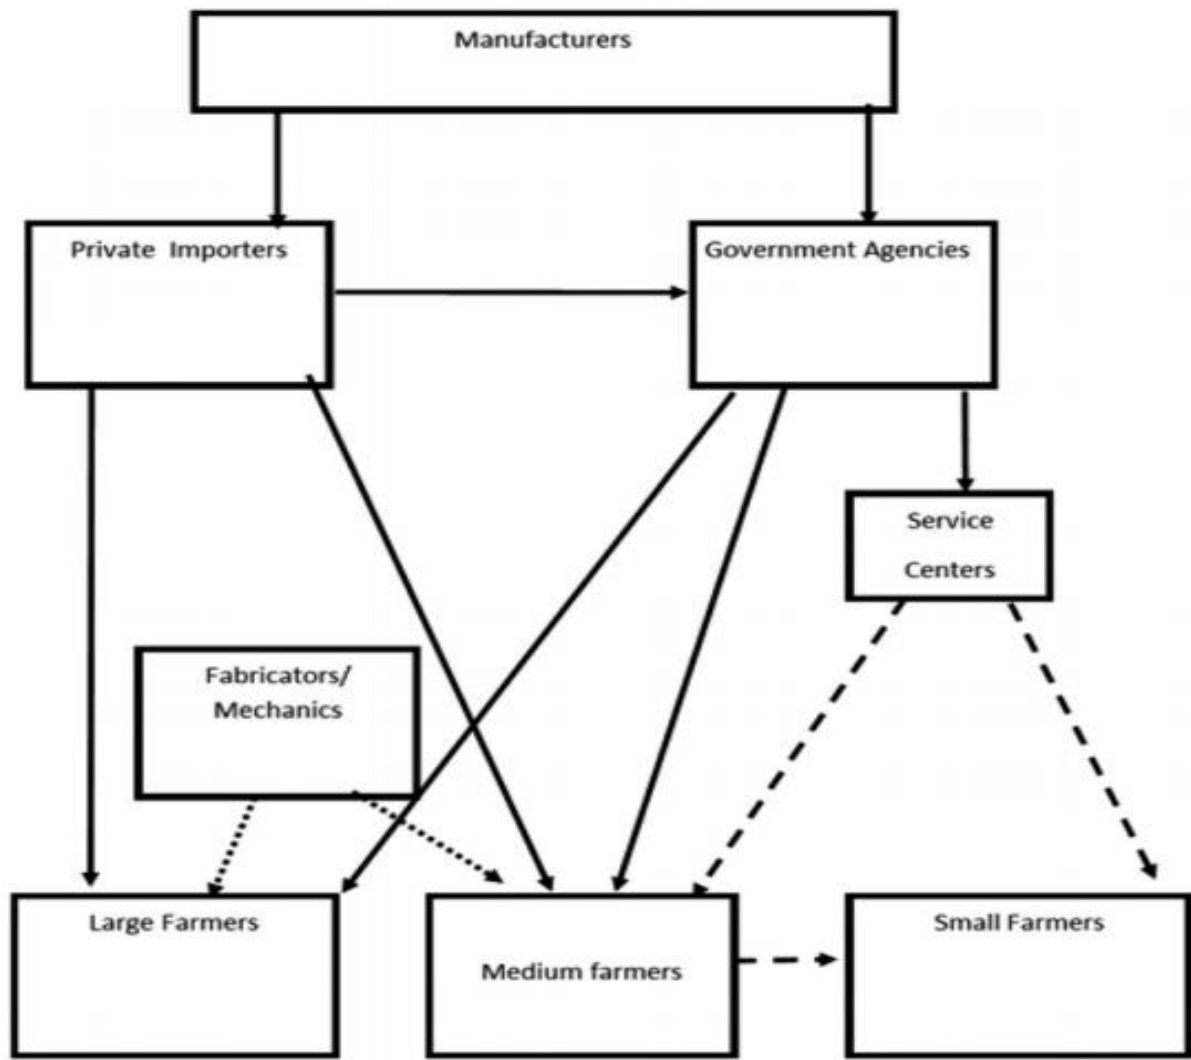 Manufacturers
Private Importers
Government Agencies
Service
Centers
Fabricators/
Mechanics
Large Farmers
Medium farmers
Small Farmers